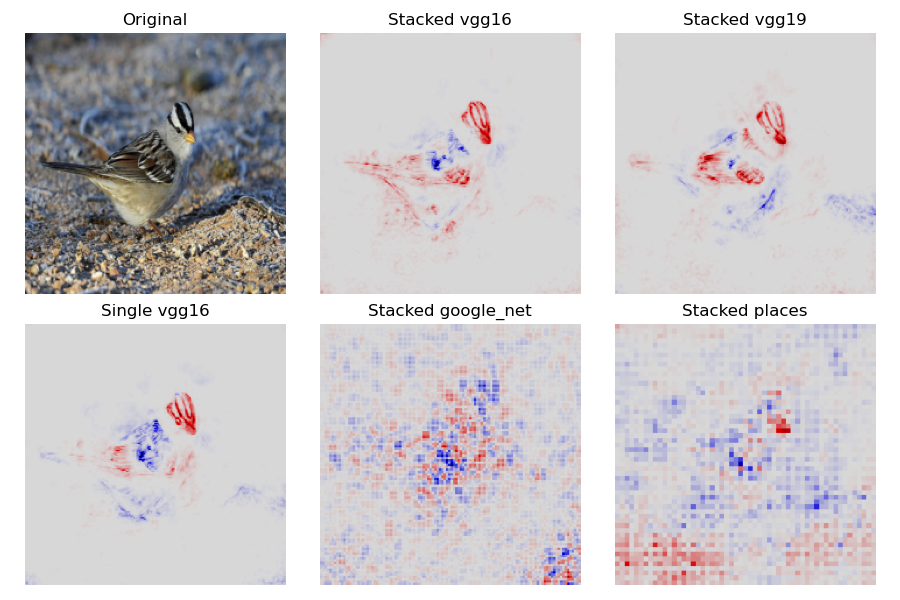 Original
Stacked vgg16
Stacked vgg19
Single vgg16
Stacked google_net
Stacked places